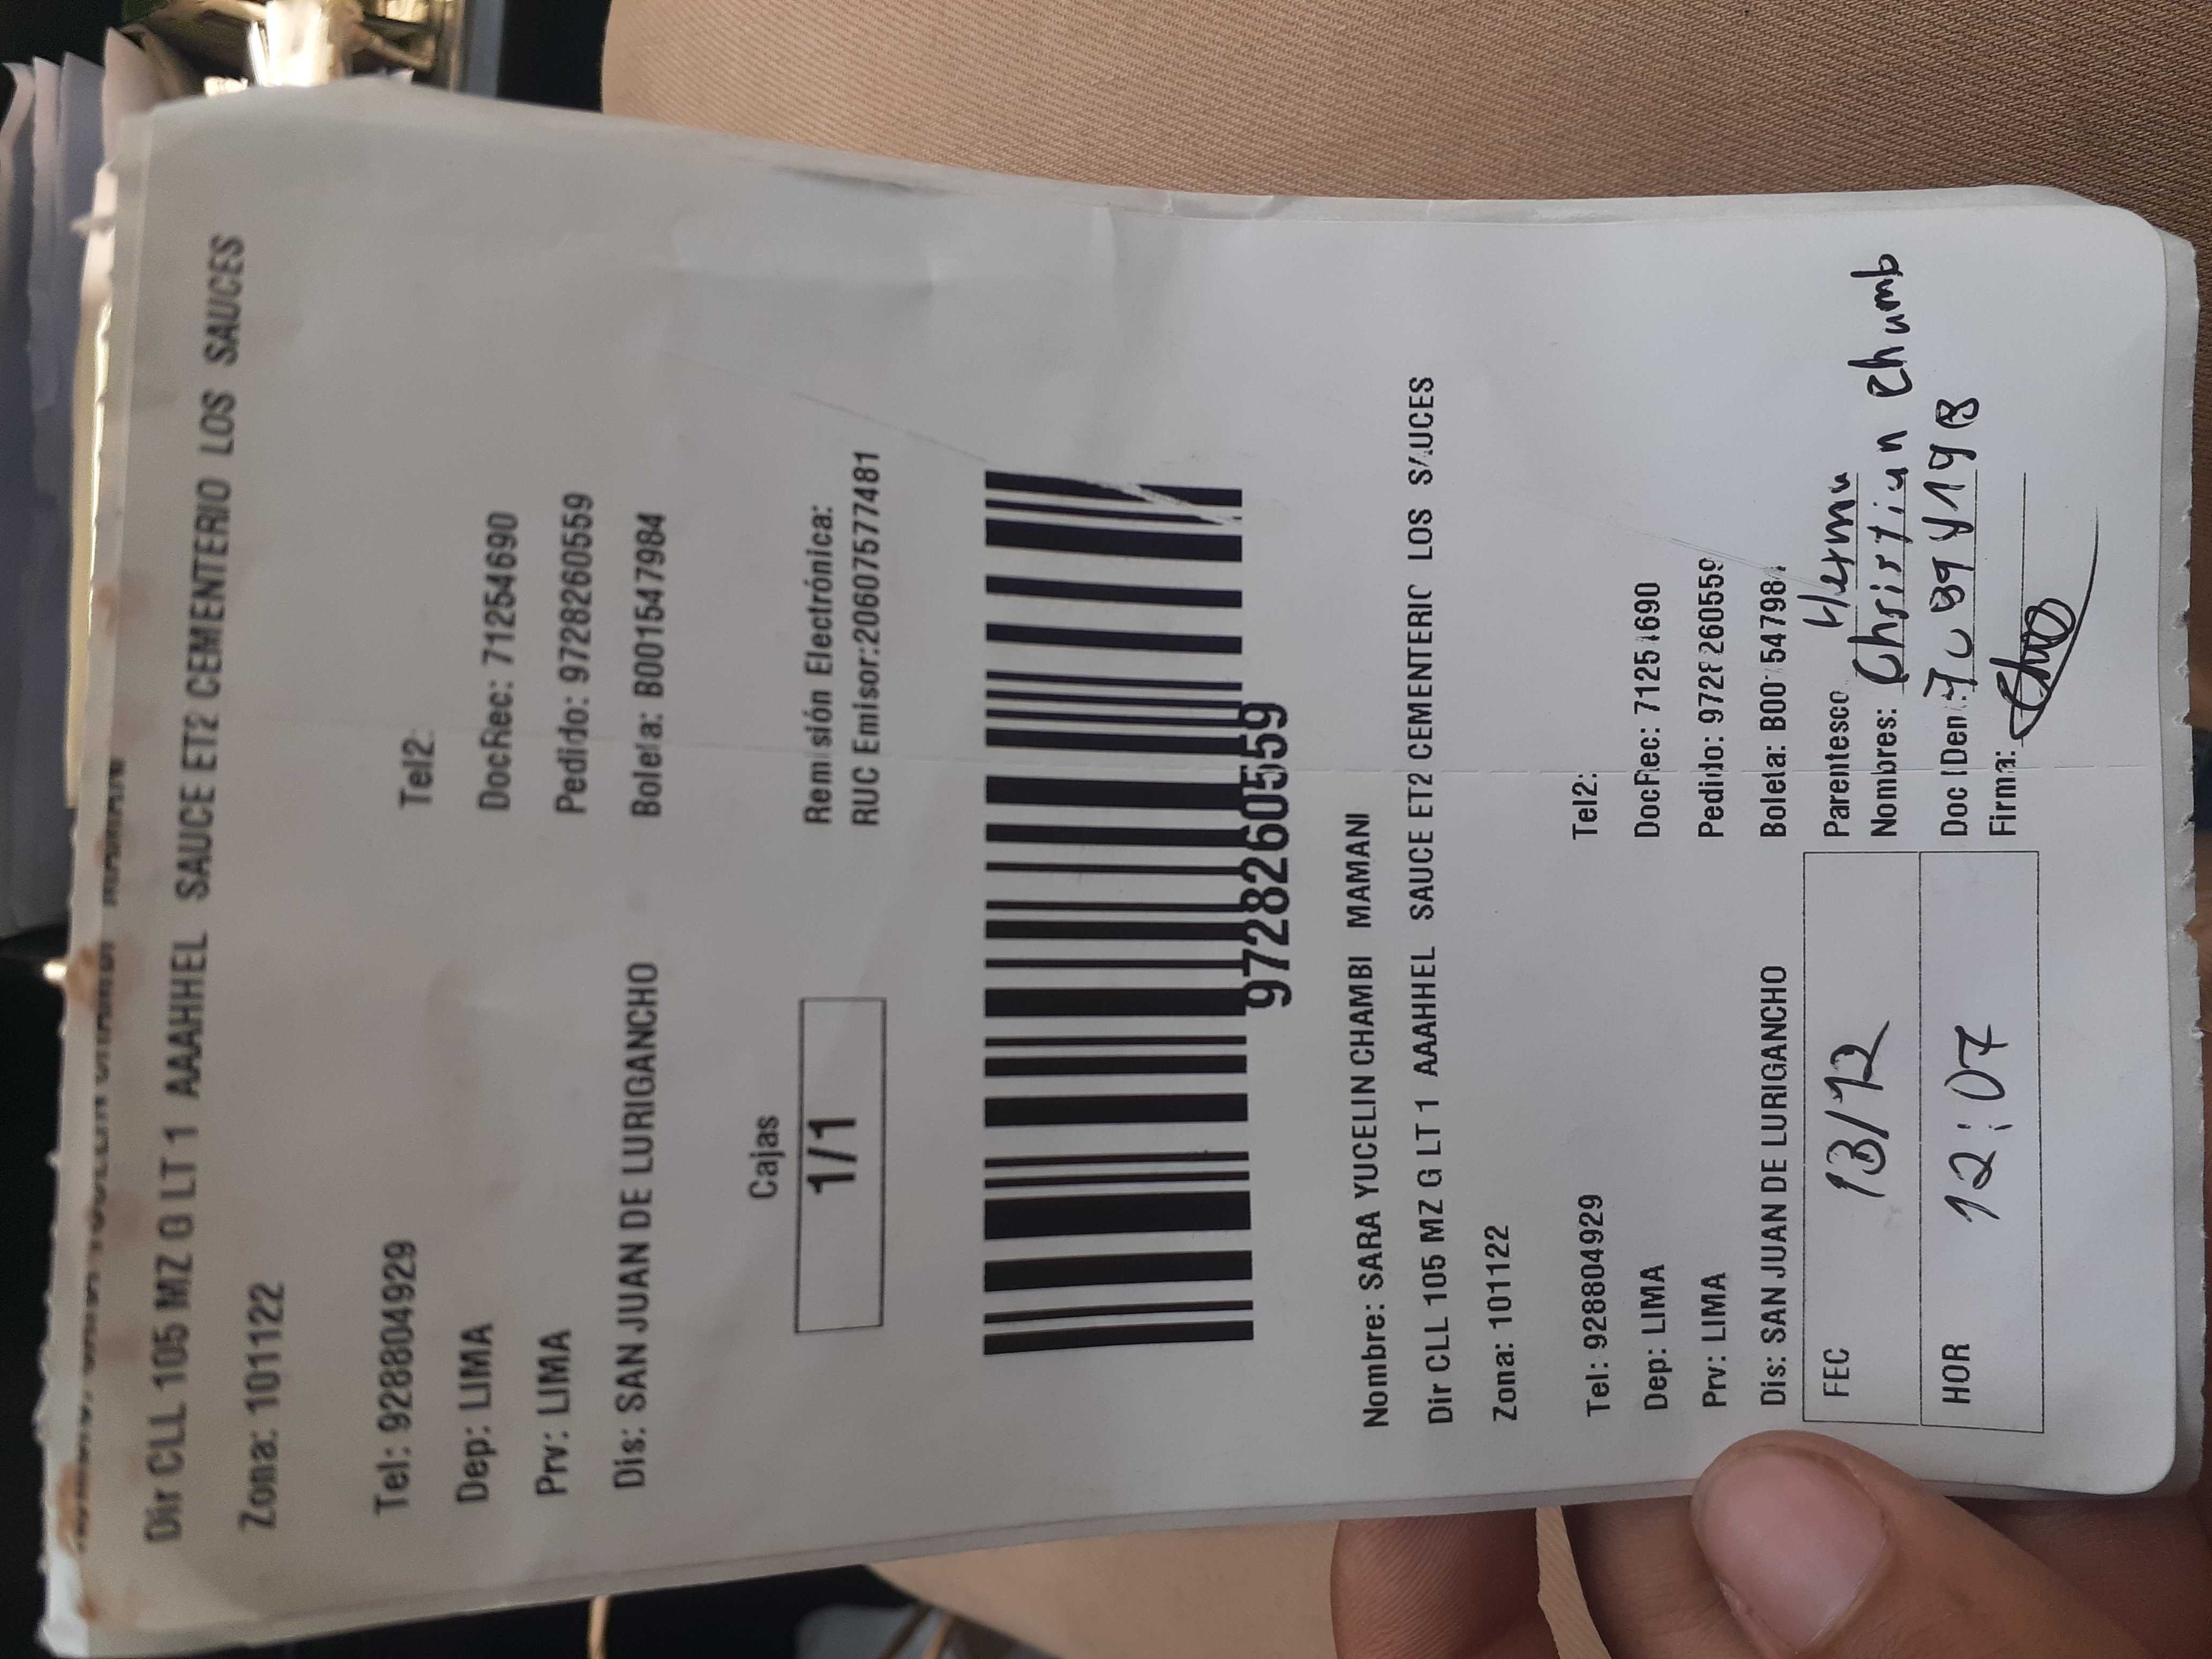 Dir CLL 105 MZ G LT 1 AAAHHEL SAUCE ET2 CEMENTERIO LOS SAUCES
Zona: 101122
Tel: 928804929 Tel2:
Dep: LIMA DocRec: 71254690
Prv: LIMA Pedido: 9728260559
Dis: SAN JUAN DE LURIGANCHO Boleta: B001547984
Cajas
1/1
Remisión Electrónica:
RUC Emisor:20607577481
9728260559
Nombre: SARA YUCELIN CHAMBI MAMANI
Dir CLL 105 MZ G LT 1 AAAHHEL SAUCE ET2 CEMENTERIO LOS SAUCES
Zona: 101122
Tel: 928804929 Tel2:
Dep: LIMA DocRec: 71254690
Prv: LIMA Pedido: 9728260559
Dis: SAN JUAN DE LURIGANCHO Boleta: B001547984
FEC 13/12
HOR 12:07
Parentesco
Nombres: Christian Chumb
Doc IDen:
Firma: